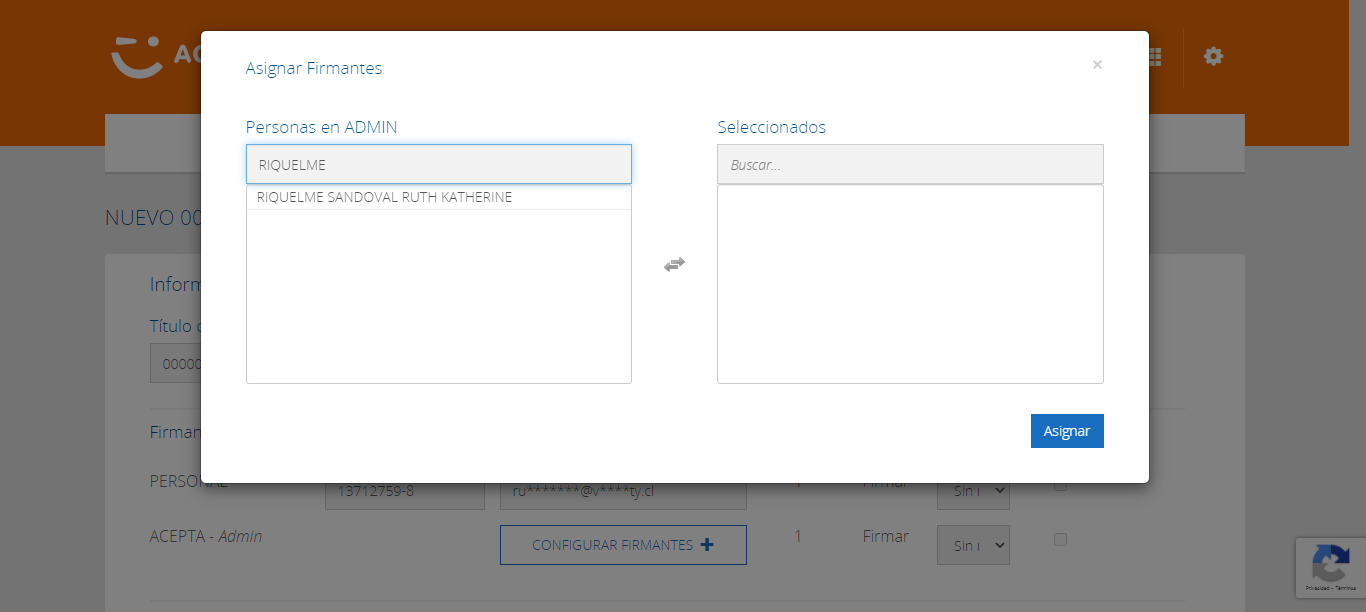 AC
Asignar Firmantes
×
Personas en ADMIN
Seleccionados
RIQUELME
Buscar...
RIQUELME SANDOVAL RUTH KATHERINE
NUEVO 00
Inform
Título
00000
Asignar
Firman
PERSONAL
13712759-8
ru*******@v****ty.cl
1
Firmar
Sin i
ACEPTA - Admin
CONFIGURAR FIRMANTES
1
Firmar
Sin i
Privacidad - Términos